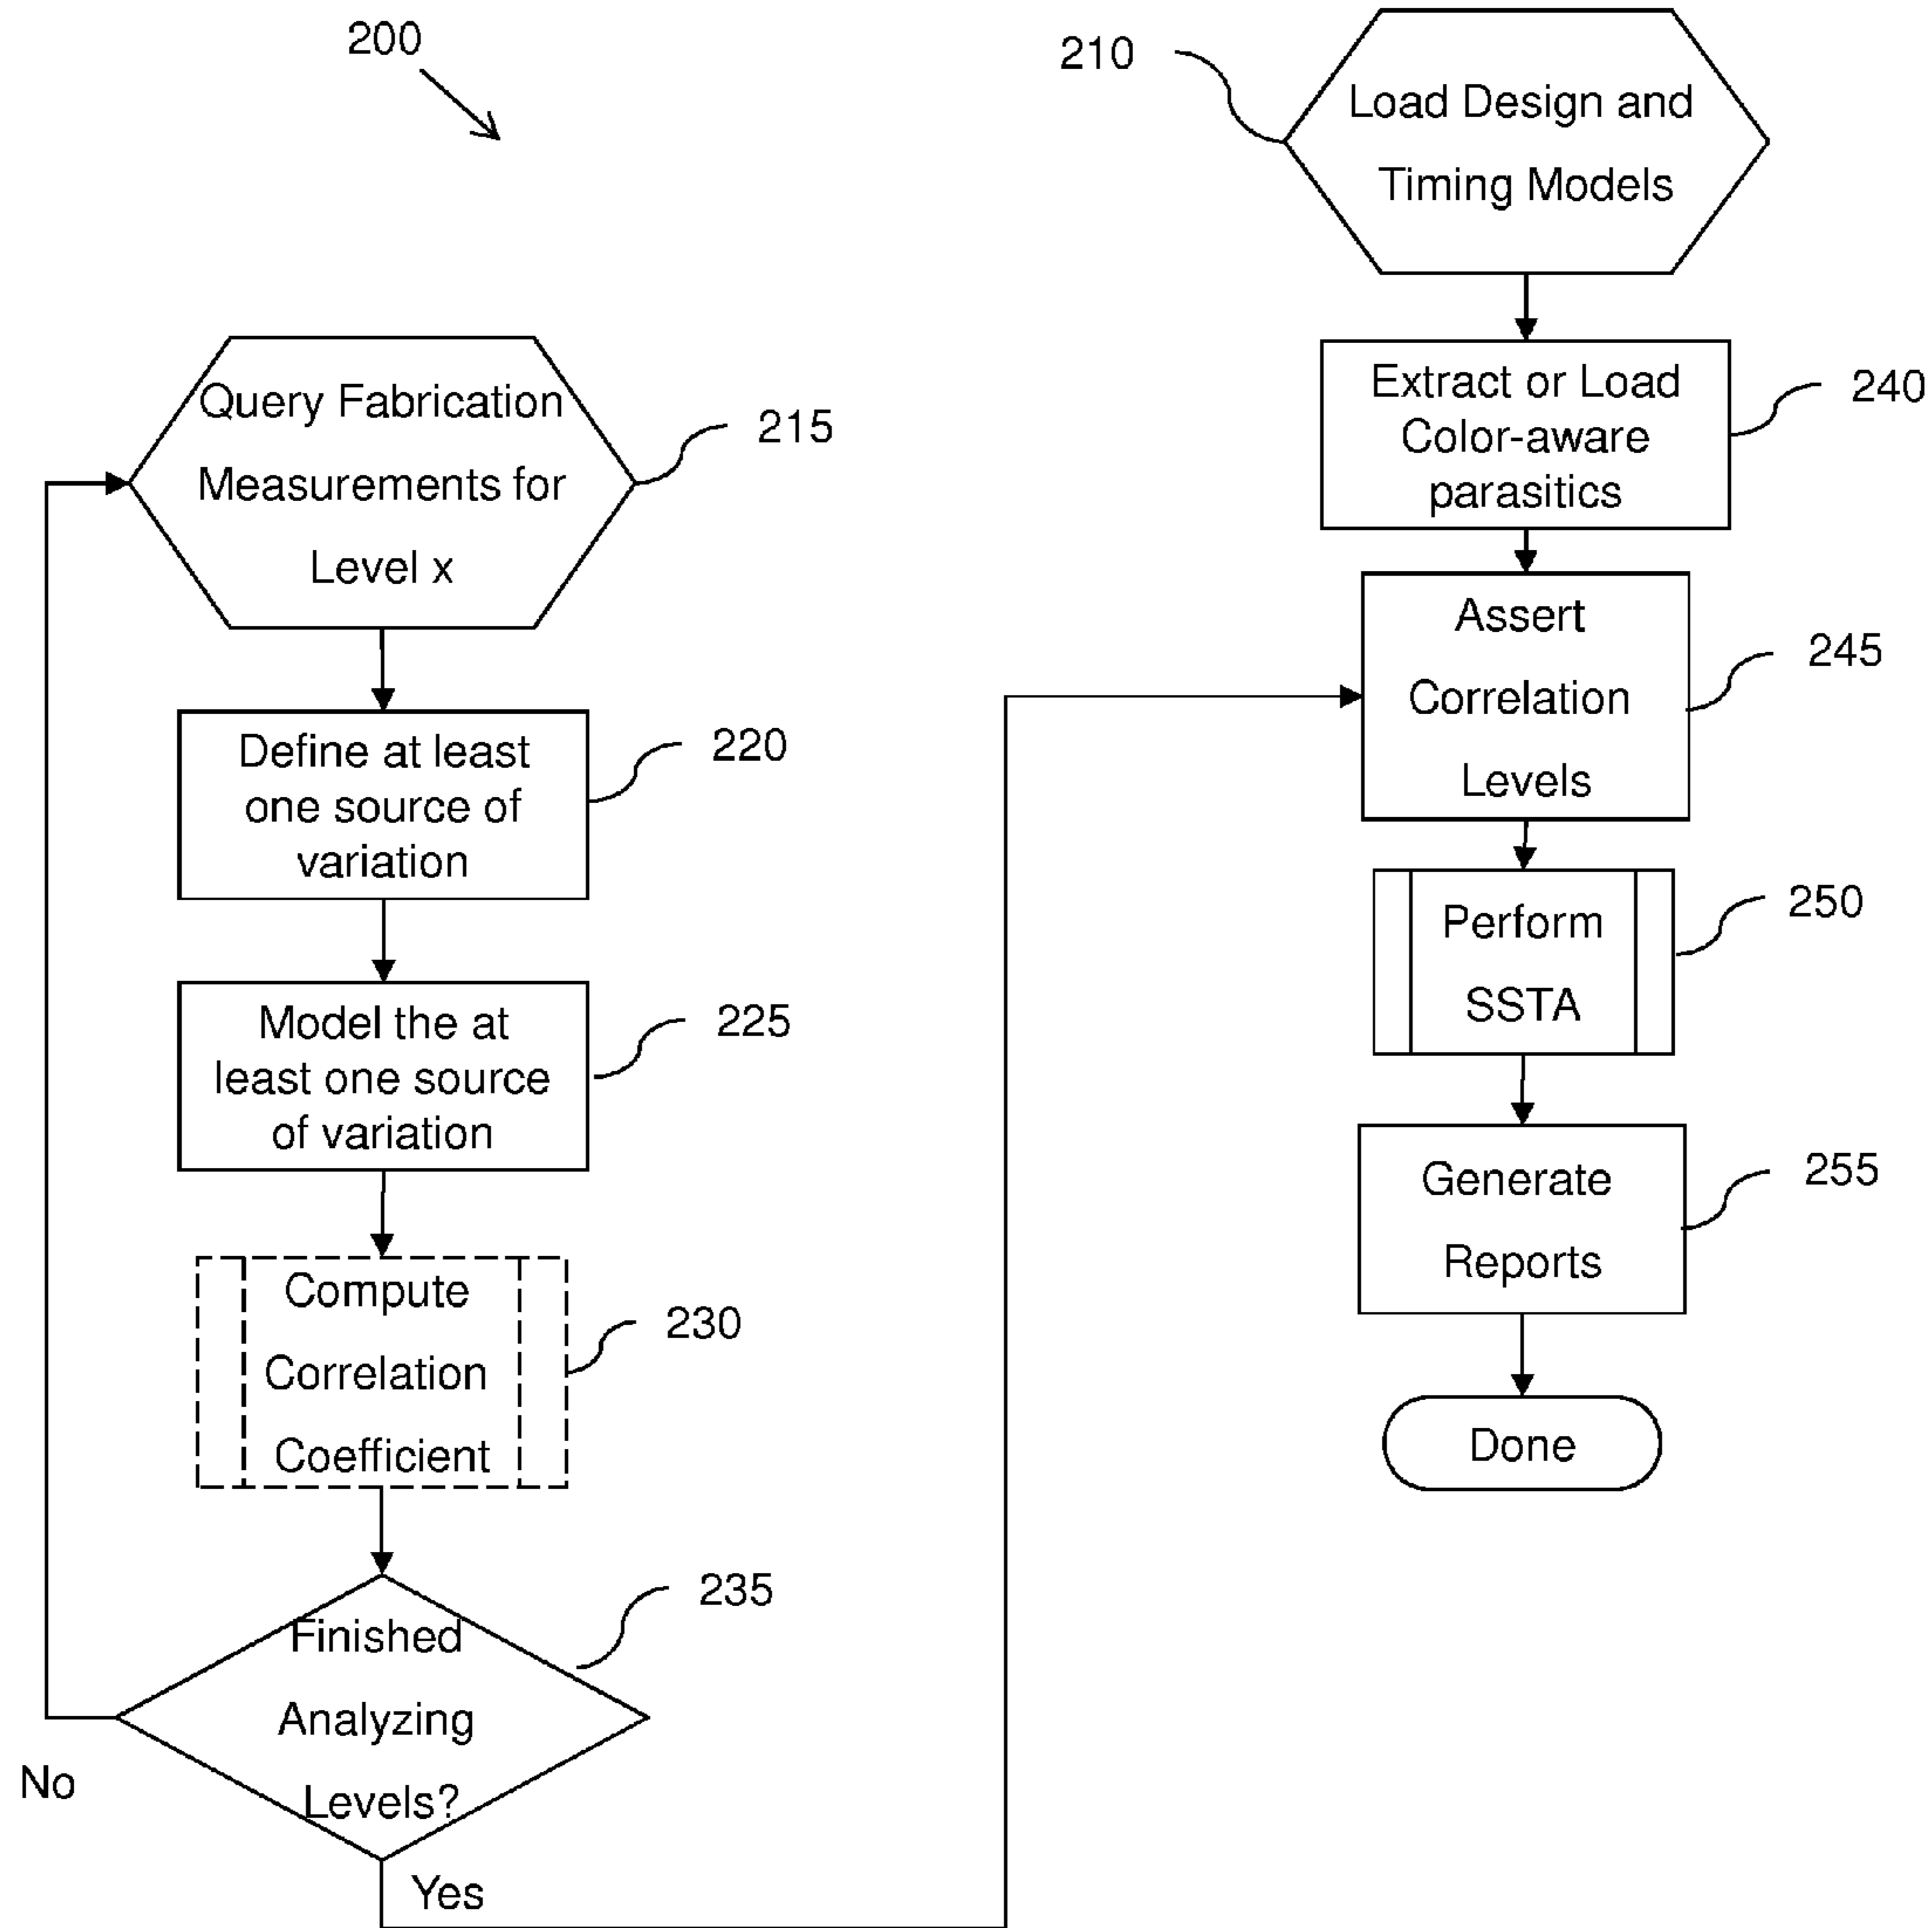 200
Query Fabrication
Measurements for
Level x
215
Define at least
one source of
variation
220
Model the at
least one source
of variation
225
Compute
Correlation
Coefficient
230
Finished
Analyzing
Levels?
235
No
Yes
210
Load Design and
Timing Models
Extract or Load
Color-aware
parasitics
240
Assert
Correlation
Levels
245
Perform
SSTA
250
Generate
Reports
255
Done